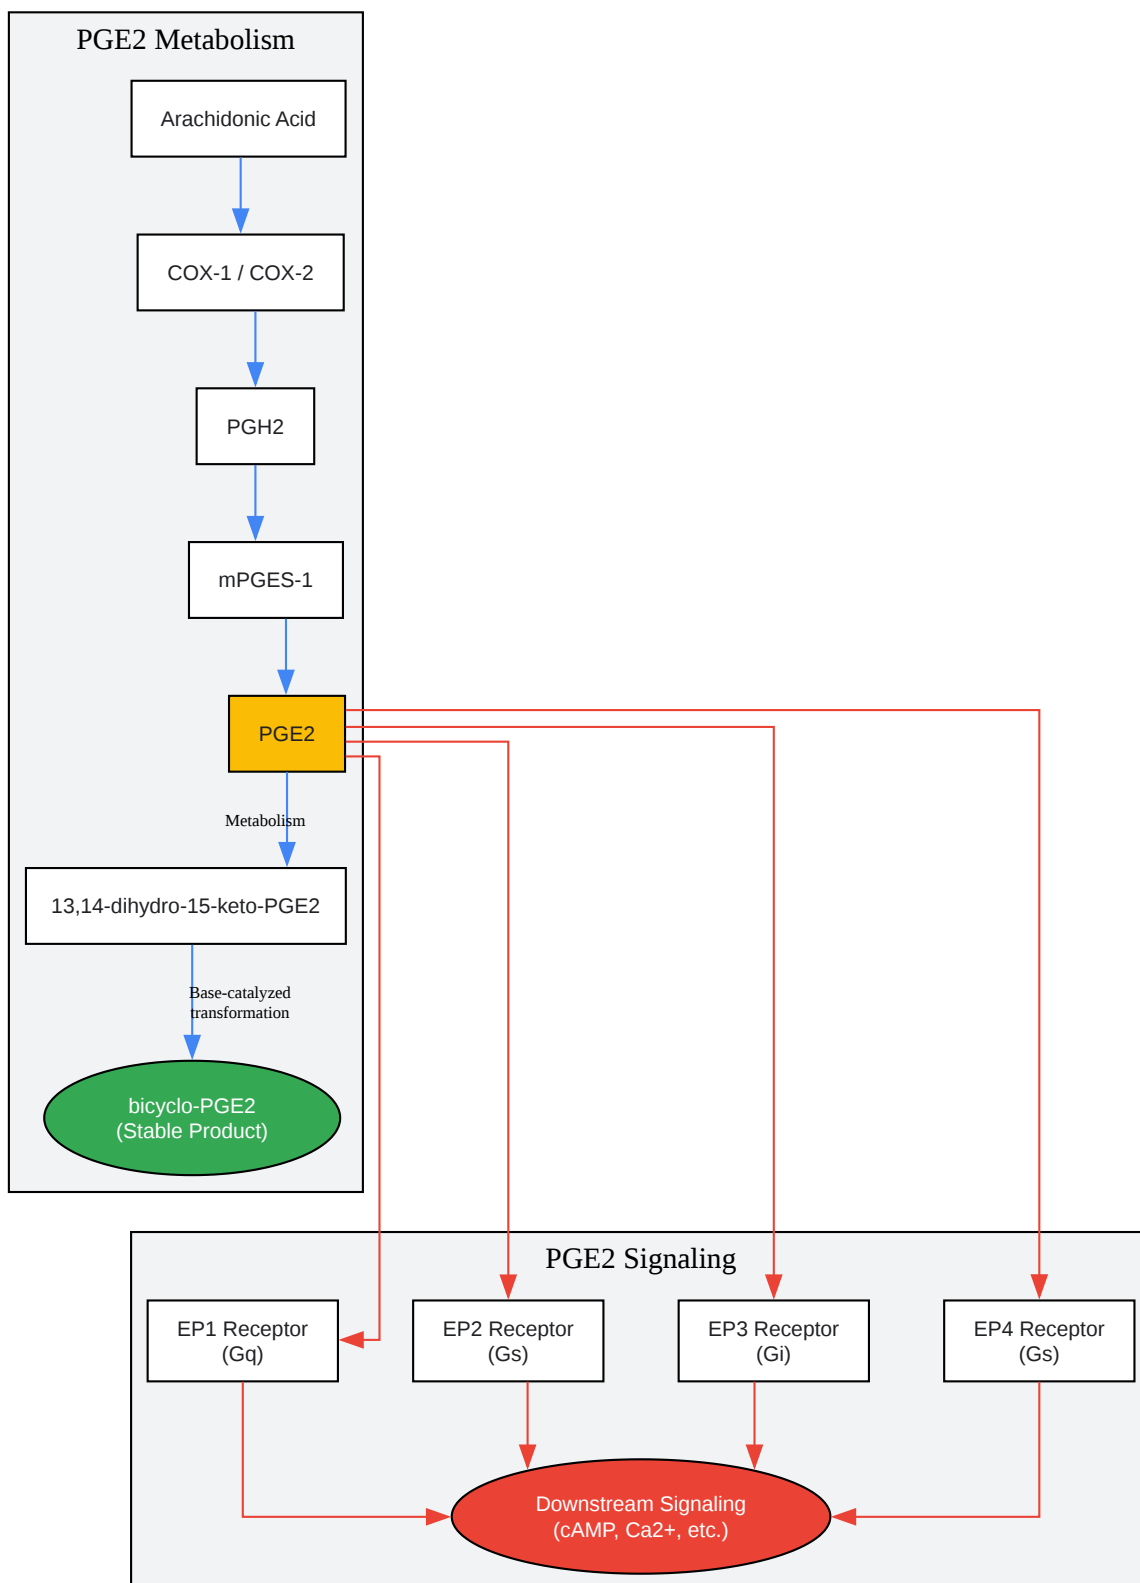 PGE2 Metabolism
Arachidonic Acid
COX-1 / COX-2
PGH2
mPGES-1
PGE2
Metabolism
13,14-dihydro-15-keto-PGE2
Base-catalyzed
transformation
bicyclo-PGE2
(Stable Product)
PGE2 Signaling
EP1 Receptor
(Gq)
EP2 Receptor
(Gs)
EP3 Receptor
(Gi)
EP4 Receptor
(Gs)
Downstream Signaling
(cAMP, Ca2+, etc.)